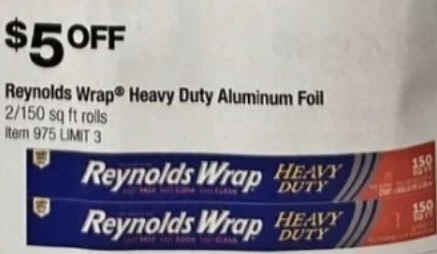 $5 OFF
Reynolds Wrap® Heavy Duty Aluminum Foil
2/150 sq ft rolls
Item 975 LIMIT 3
Reynolds Wrap HEAVY DUTY
150
Reynolds Wrap HEAVY DUTY
150